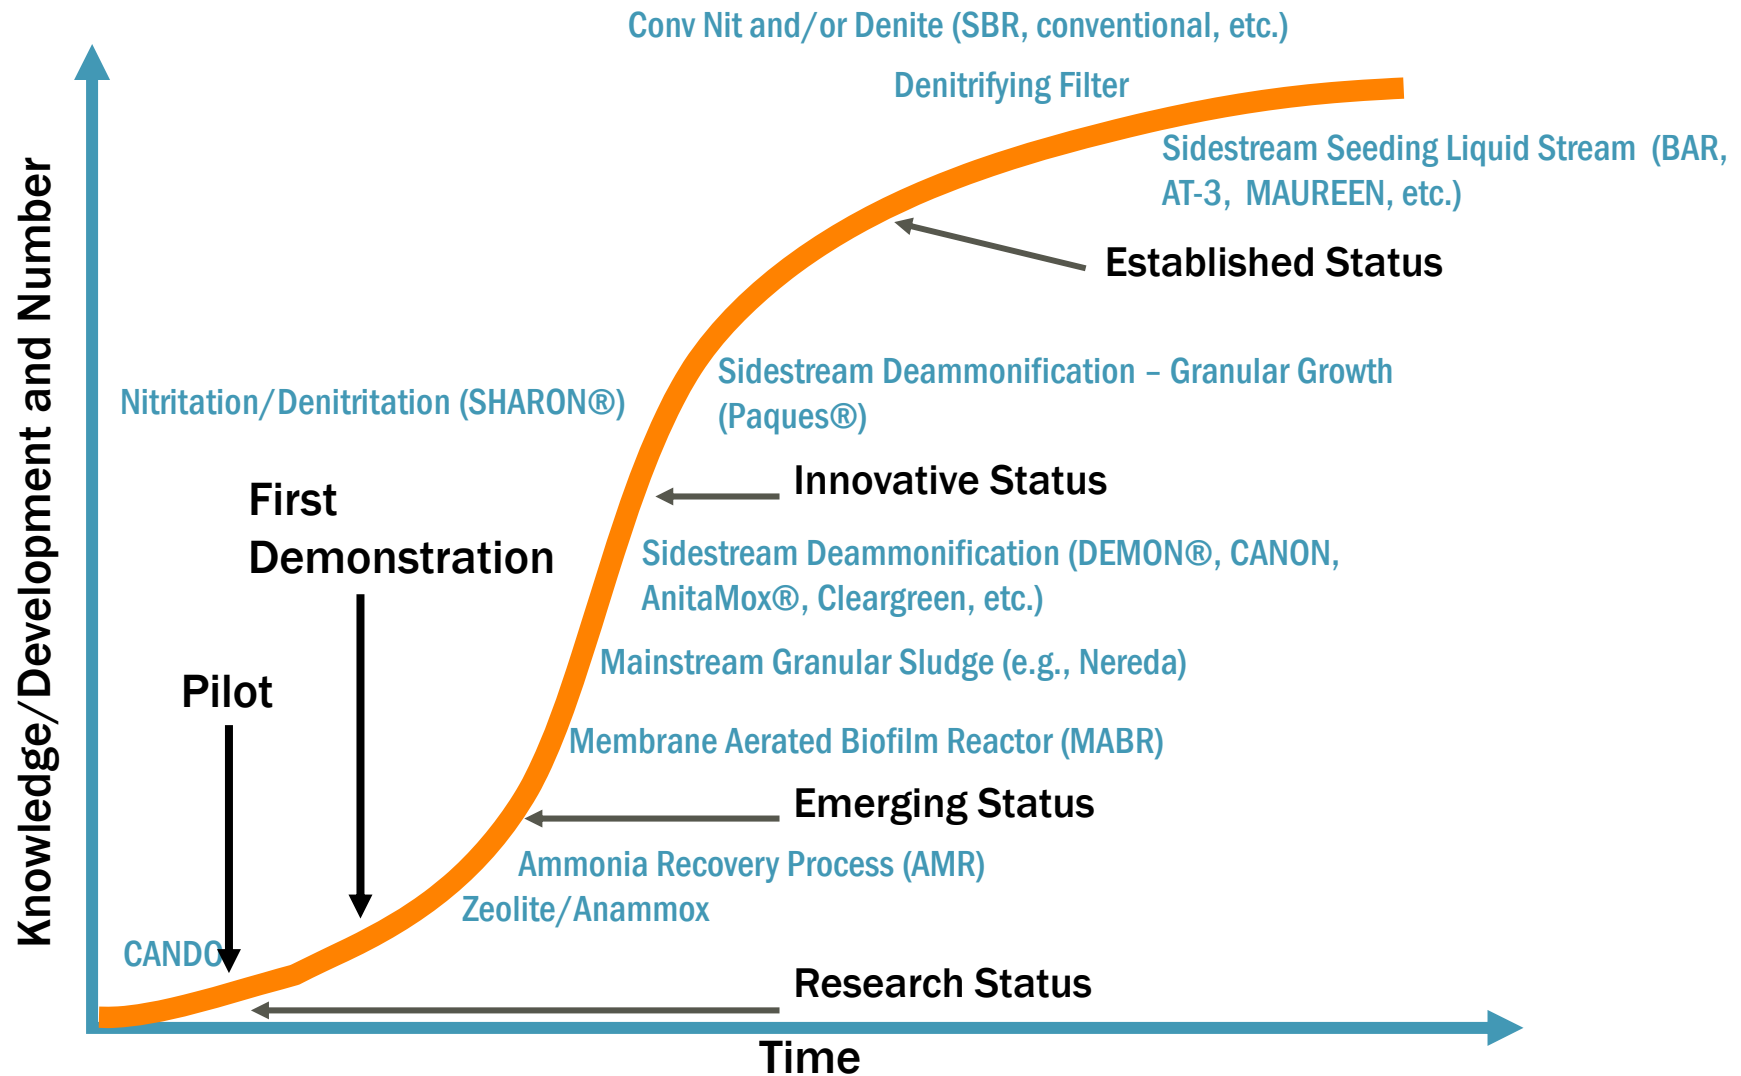 Conv Nit and/or Denite (SBR, conventional, etc.)
Denitrifying Filter
Sidestream Seeding Liquid Stream (BAR,
AT-3, MAUREEN, etc.)
Established Status
Knowledge/Development and Number
Sidestream Deammonification – Granular Growth
(Paques®)
Nitritation/Denitritation (SHARON®)
Innovative Status
First
Demonstration
Sidestream Deammonification (DEMON®, CANON,
AnitaMox®, Cleargreen, etc.)
Mainstream Granular Sludge (e.g., Nereda)
Pilot
Membrane Aerated Biofilm Reactor (MABR)
Emerging Status
Ammonia Recovery Process (AMR)
Zeolite/Anammox
CANDO
Research Status
Time